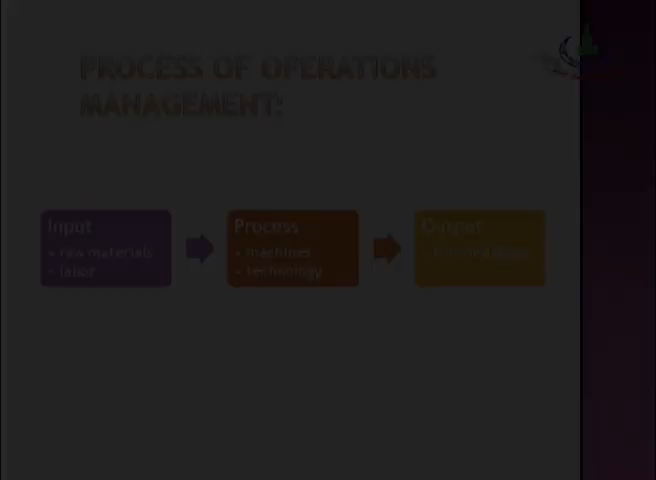 PROCESS OF OPERATIONS
MANAGEMENT:
Input
• raw materials
• labor
Process
• machines
• technology
Output